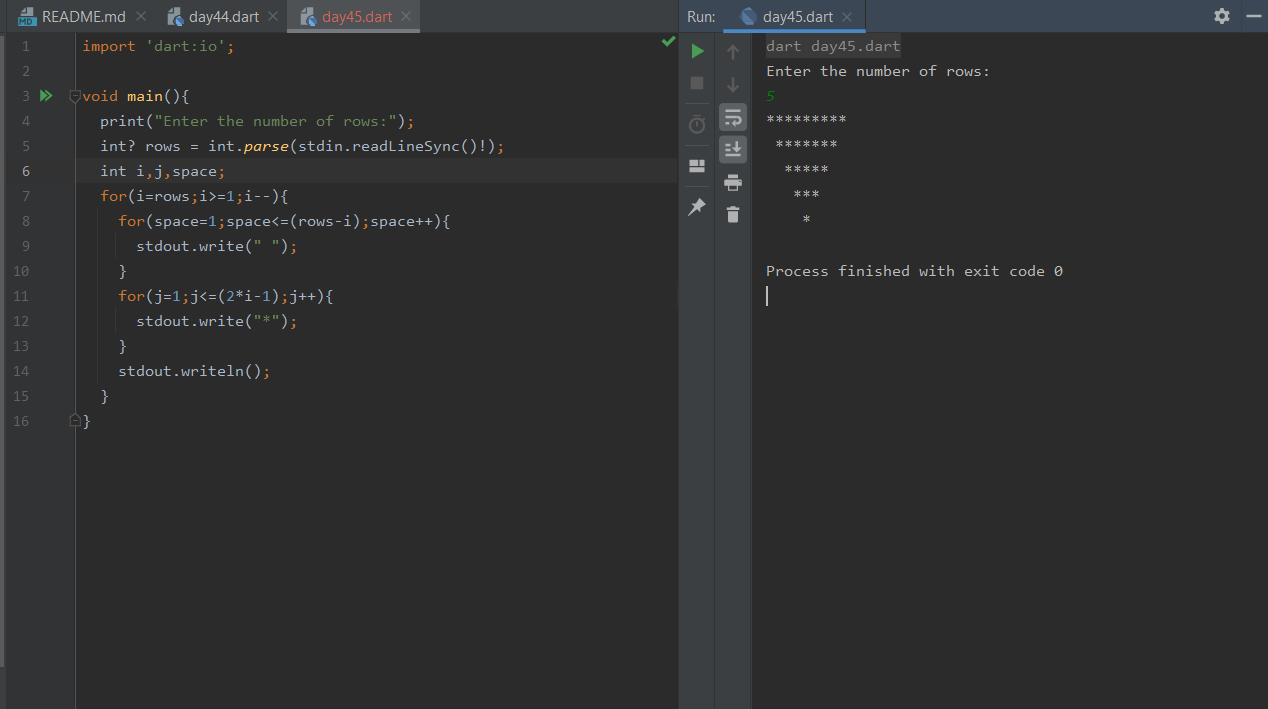 README.md day44.dart day45.dart
1 import 'dart:io';
2
3 void main(){
4   print("Enter the number of rows:");
5   int? rows = int.parse(stdin.readLineSync()!);
6   int i,j,space;
7   for(i=rows;i>=1;i--){
8     for(space=1;space<=(rows-i);space++){
9       stdout.write(" ");
10     }
11     for(j=1;j<=(2*i-1);j++){
12       stdout.write("*");
13     }
14     stdout.writeln();
15   }
16 }
Run: day45.dart
dart day45.dart
Enter the number of rows:
5
*********
 *******
  *****
   ***
    *
Process finished with exit code 0